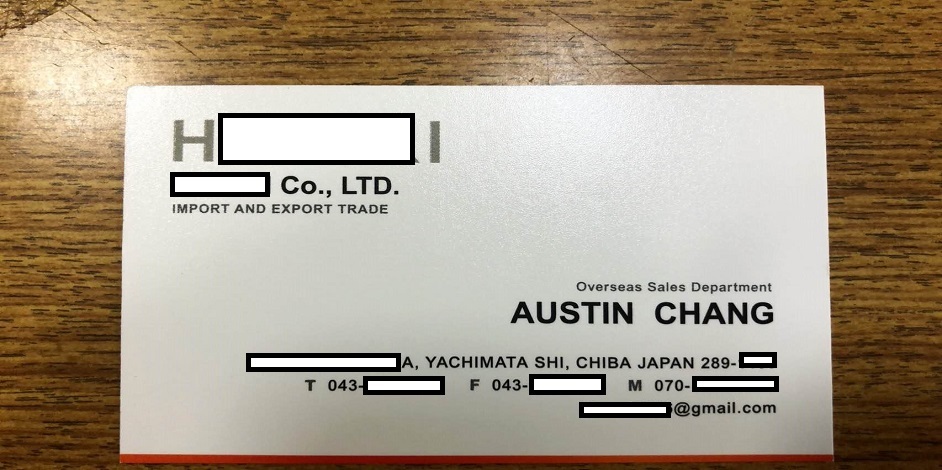 Co., LTD.
IMPORT AND EXPORT TRADE
Overseas Sales Department
AUSTIN CHANG
YACHIMATA SHI, CHIBA JAPAN 289-
T 043- F 043- M 070-
@gmail.com